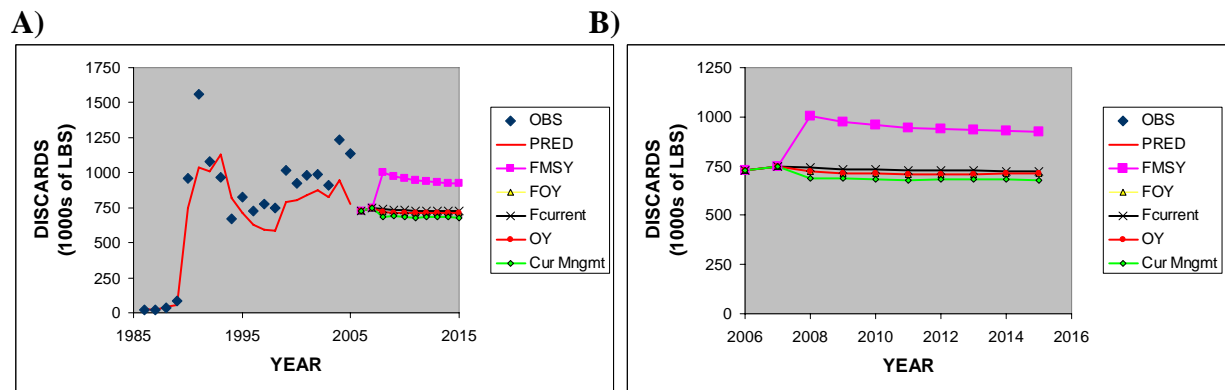 A)
1750
1500
1250
1000
750
500
250
0
1985
1995
2005
2015
YEAR
DISCARDS
(1000s of LBS)
OBS
PRED
FMSY
FOY
Fcurrent
OY
Cur Mngmt
B)
1250
1000
750
500
250
0
2006
2008
2010
2012
2014
2016
YEAR
DISCARDS
(1000s of LBS)
OBS
PRED
FMSY
FOY
Fcurrent
OY
Cur Mngmt